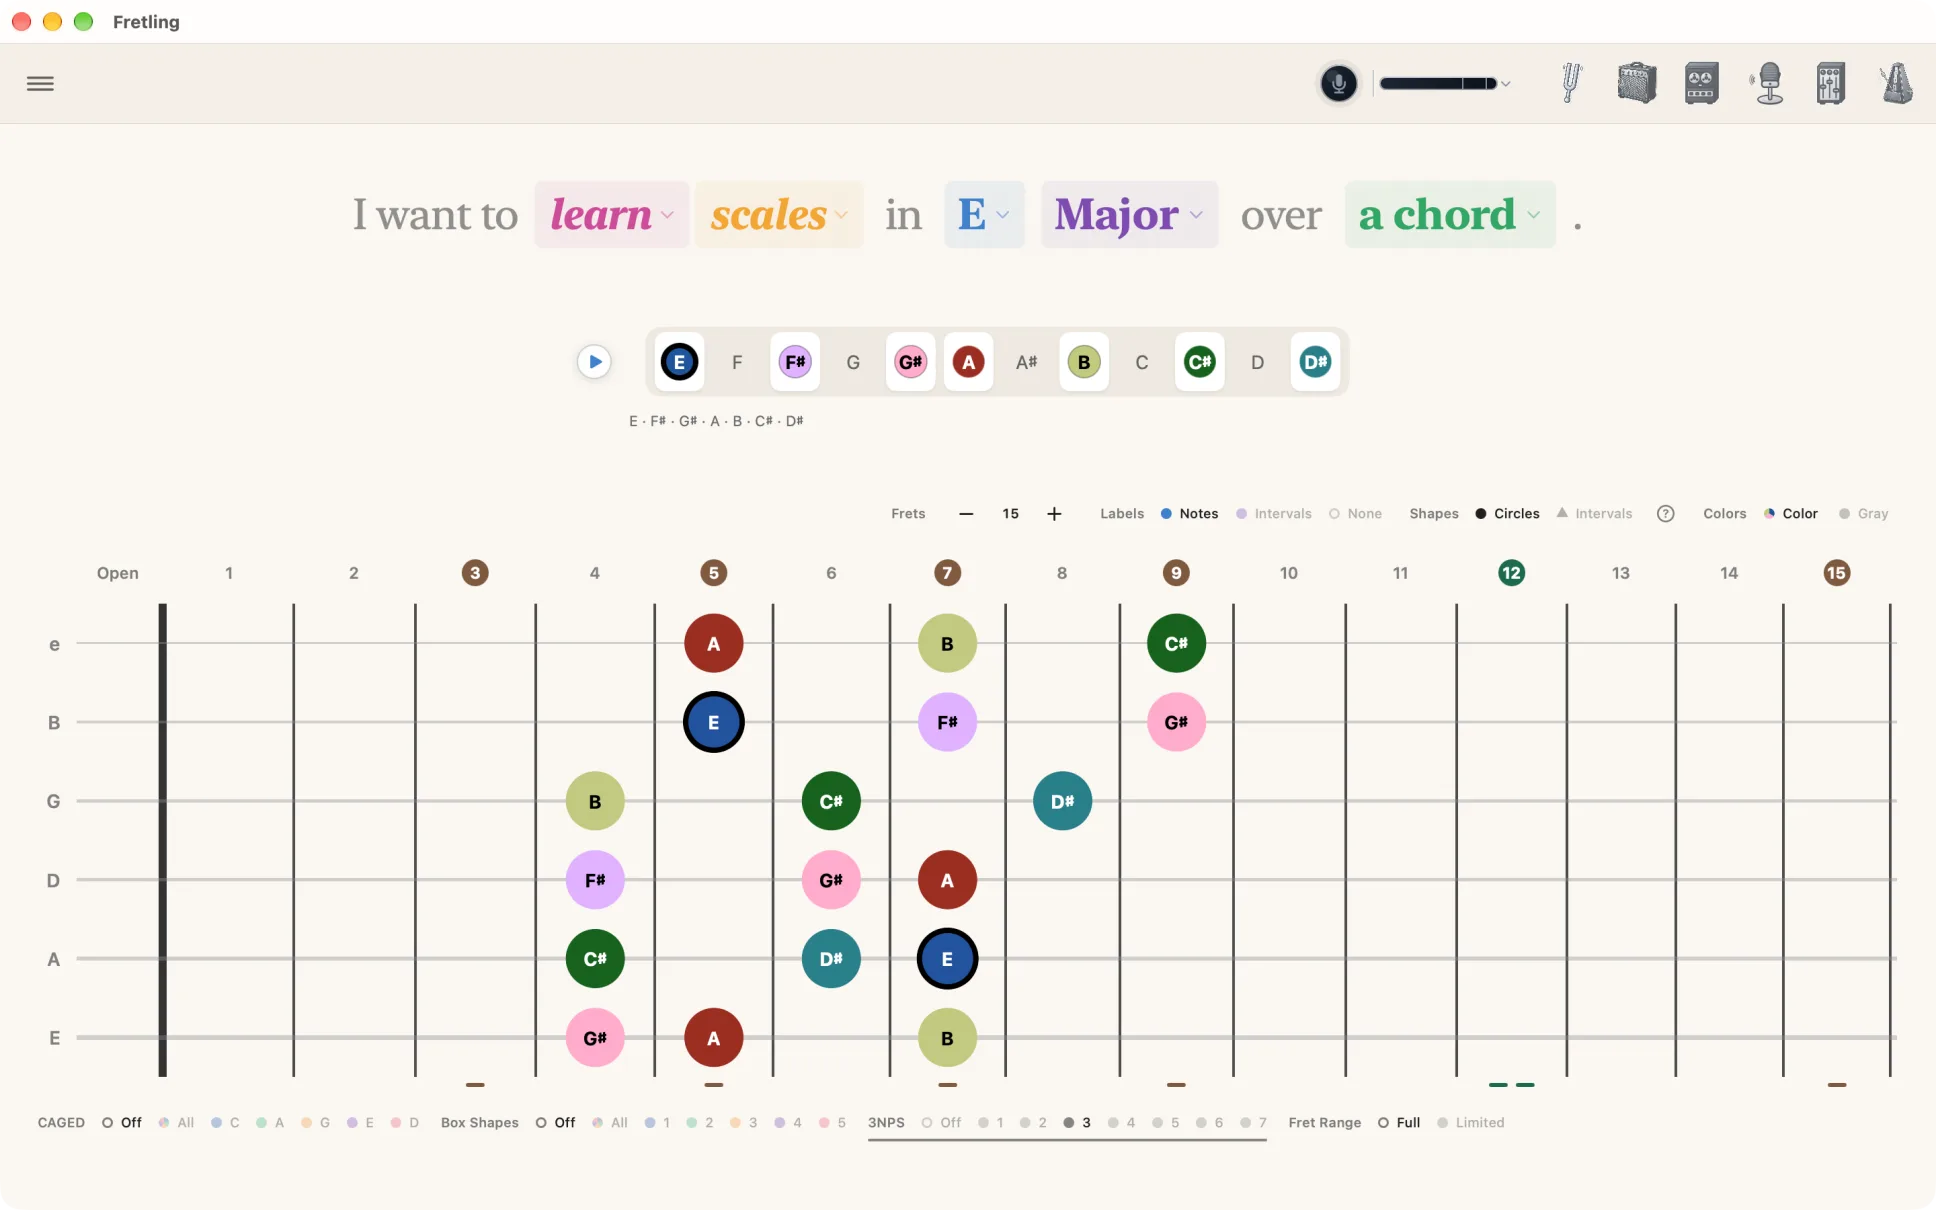 Fretling
I want to learn scales in E Major over a chord .
E F F# G G# A A# B C C# D D#
E · F# · G# · A · B · C# · D#
Frets − 15 + Labels Notes Intervals None Shapes Circles Intervals ? Colors Color Gray
Open 1 2 3 4 5 6 7 8 9 10 11 12 13 14 15
e A B C#
B E F# G#
G B C# D#
D F# G# A
A C# D# E
E G# A B
CAGED Off All C A G E D Box Shapes Off All 1 2 3 4 5 3NPS Off 1 2 3 4 5 6 7 Fret Range Full Limited